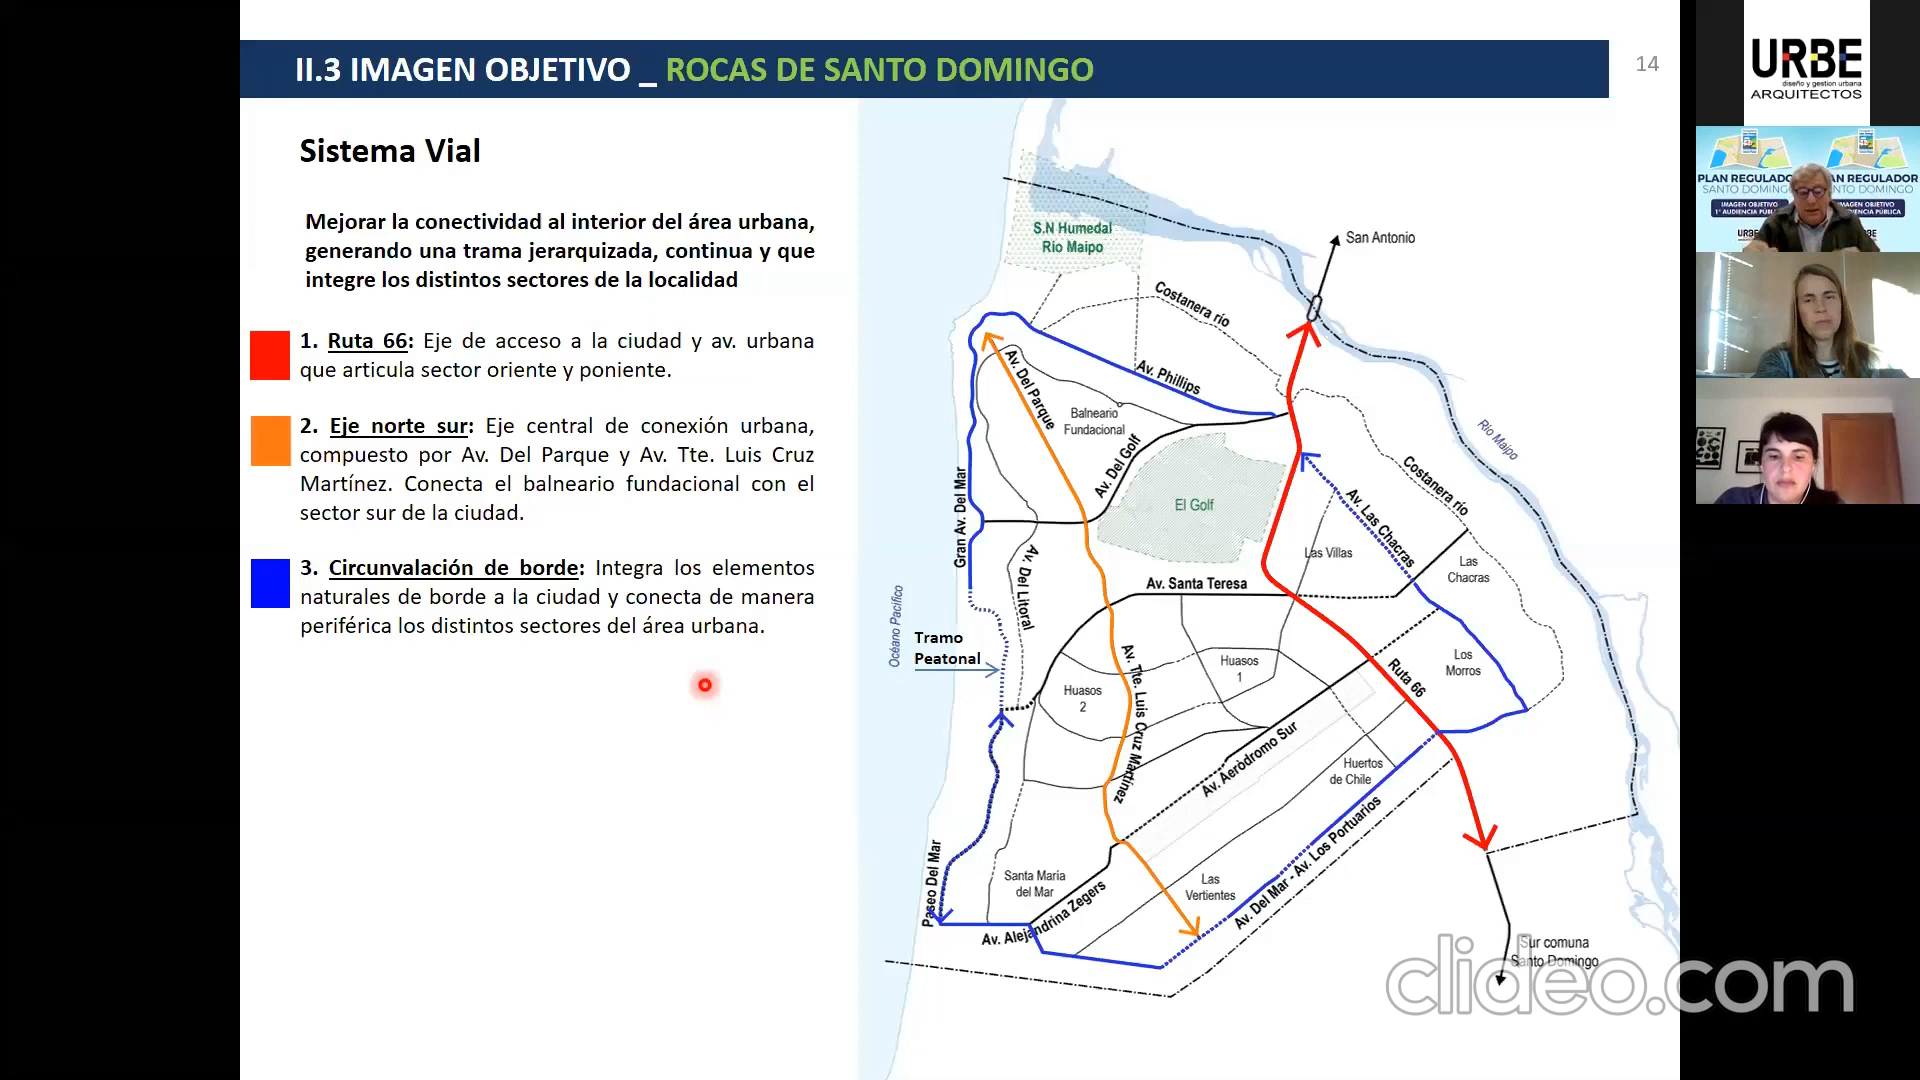 II.3 IMAGEN OBJETIVO _ ROCAS DE SANTO DOMINGO
14
Sistema Vial
Mejorar la conectividad al interior del área urbana,
generando una trama jerarquizada, continua y que
integre los distintos sectores de la localidad
1. Ruta 66: Eje de acceso a la ciudad y av. urbana
que articula sector oriente y poniente.
2. Eje norte sur: Eje central de conexión urbana,
compuesto por Av. Del Parque y Av. Tte. Luis Cruz
Martínez. Conecta el balneario fundacional con el
sector sur de la ciudad.
3. Circunvalación de borde: Integra los elementos
naturales de borde a la ciudad y conecta de manera
periférica los distintos sectores del área urbana.
S.N Humedal
Rio Maipo
San Antonio
Costanera río
Av. Phillips
Av. Del Parque
Balneario
Fundacional
Av. Del Golf
El Golf
Rio Maipo
Costanera río
Av. Las Chacras
Gran Av. Del Mar
Las Villas
Las
Chacras
Av. Del Litoral
Av. Santa Teresa
Océano Pacífico
Tramo
Peatonal
Huasos
1
Huasos
2
Los
Morros
Ruta 66
Av. Tte. Luis Cruz Martínez
Av. Aeròdromo Sur
Huertos
de Chile
Av. Del Mar - Av. Los Portuarios
Paseo Del Mar
Santa María
del Mar
Las
Vertientes
Av. Alejandrina Zegers
Sur comuna
Santo Domingo
clideo.com
URBE
diseño y gestion urbana
ARQUITECTOS
PLAN REGULADOR
SANTO DOMINGO
IMAGEN OBJETIVO
1° AUDIENCIA PÚBLICA